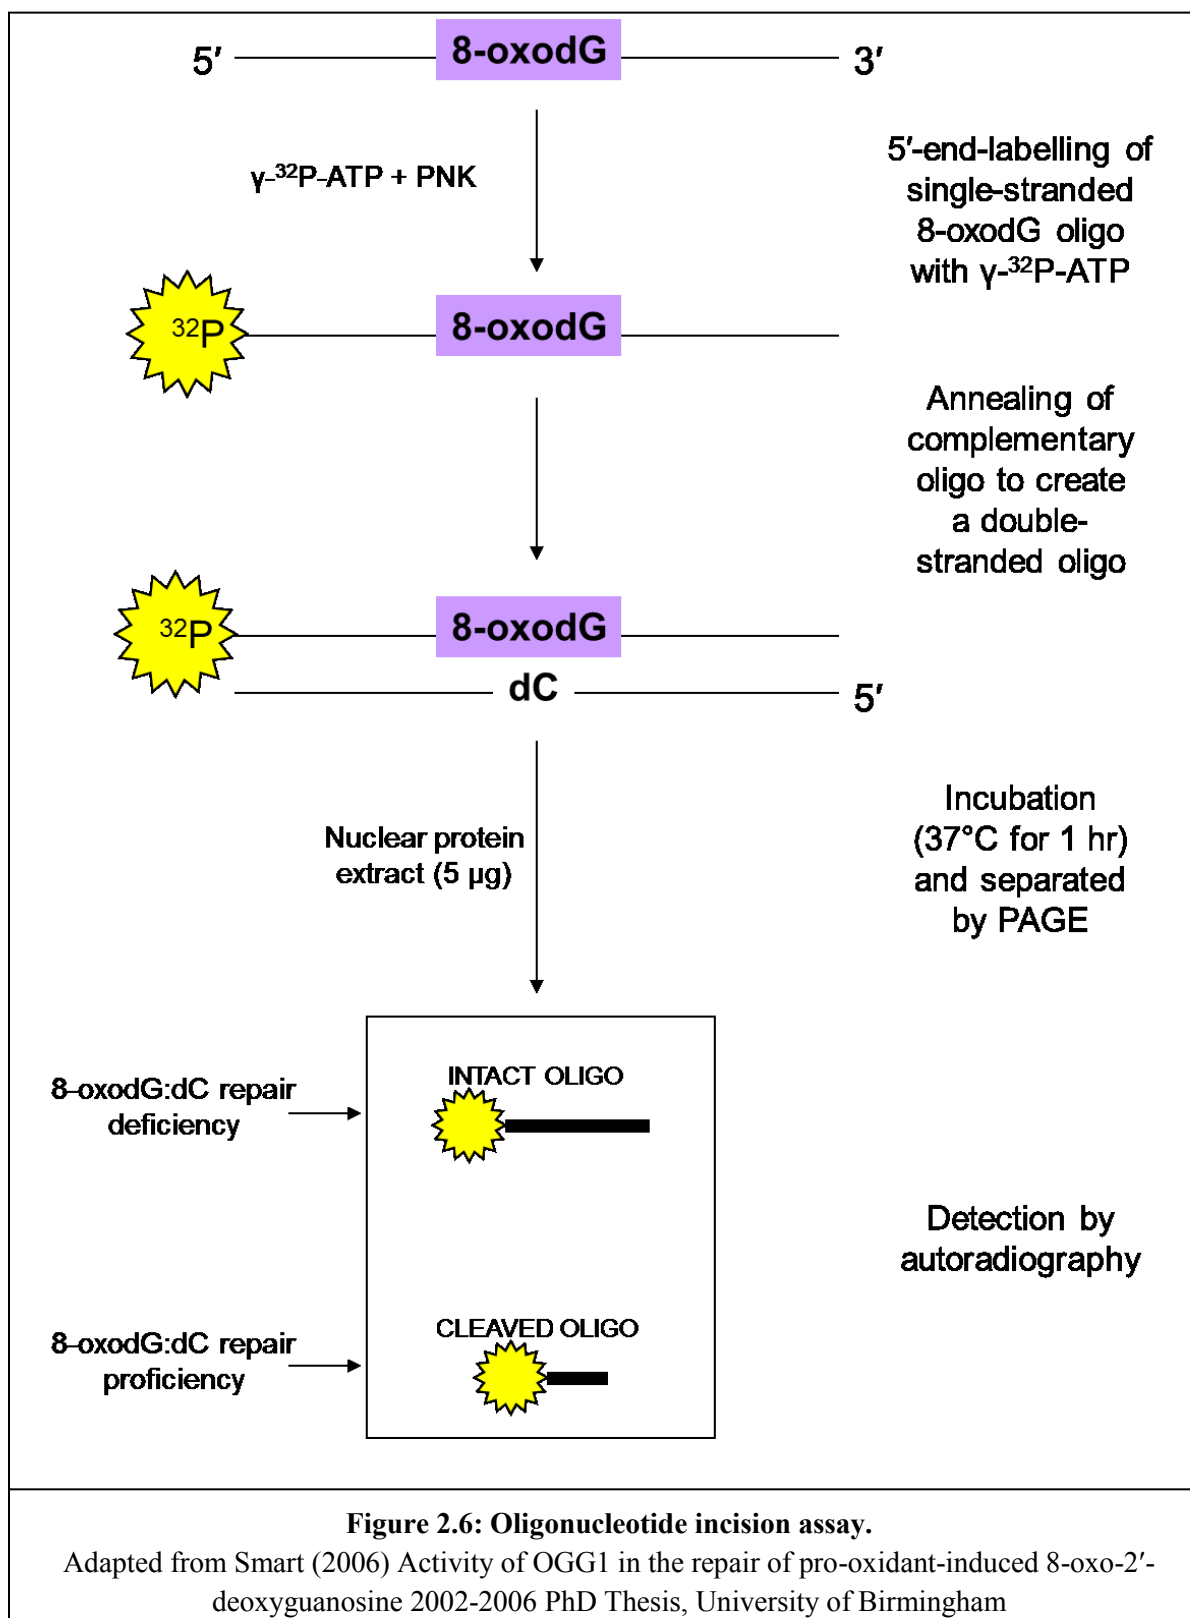 8-oxodG
5′ 3′
γ-³²P-ATP + PNK
5′-end-labelling of
single-stranded
8-oxodG oligo
with γ-³²P-ATP
³²P
8-oxodG
Annealing of
complementary
oligo to create
a double-
stranded oligo
³²P
8-oxodG
dC
5′
Nuclear protein
extract (5 µg)
Incubation
(37°C for 1 hr)
and separated
by PAGE
8-oxodG:dC repair
deficiency
INTACT OLIGO
Detection by
autoradiography
8-oxodG:dC repair
proficiency
CLEAVED OLIGO
Figure 2.6: Oligonucleotide incision assay.
Adapted from Smart (2006) Activity of OGG1 in the repair of pro-oxidant-induced 8-oxo-2′-
deoxyguanosine 2002-2006 PhD Thesis, University of Birmingham